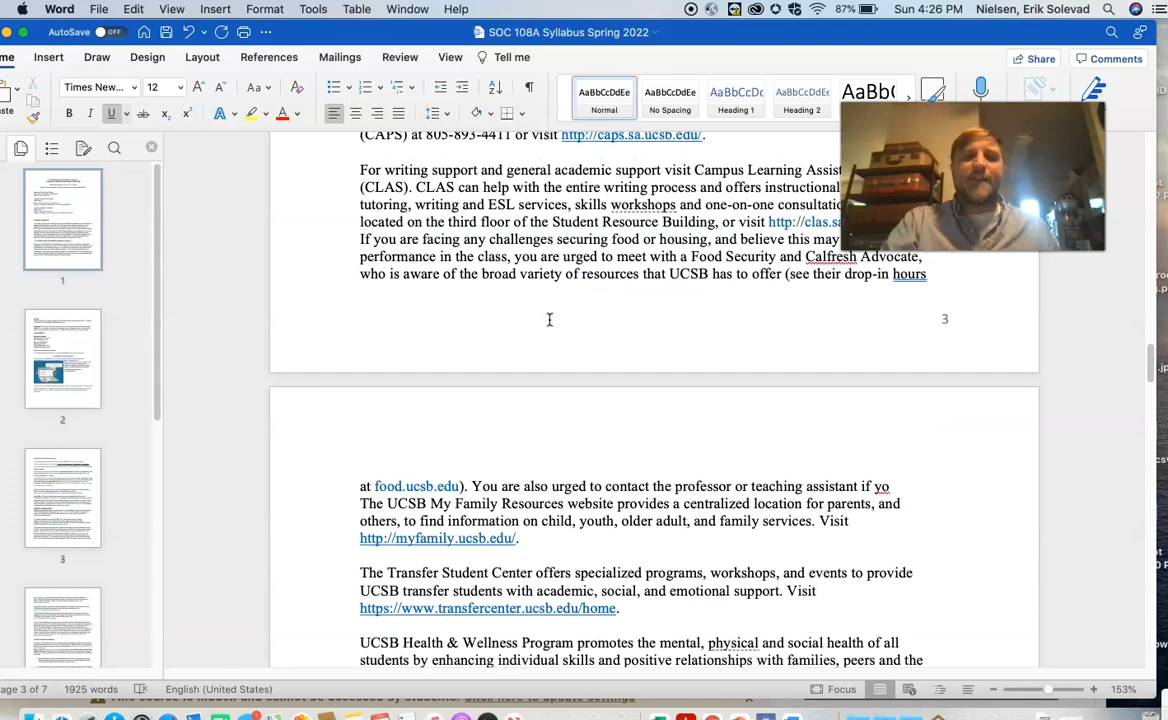 Word File Edit View Insert Format Tools Table Window Help 87% Sun 4:26 PM Nielsen, Erik Solevad
AutoSave OFF SOC 108A Syllabus Spring 2022
me Insert Draw Design Layout References Mailings Review View Tell me Share Comments
Times New... 12 Aa AaBbCcDdEe AaBbCcDdEe AaBbCcDc AaBbCcDdEe AaBb(
Paste Normal No Spacing Heading 1 Heading 2
(CAPS) at 805-893-4411 or visit http://caps.sa.ucsb.edu/.
For writing support and general academic support visit Campus Learning Assist
(CLAS). CLAS can help with the entire writing process and offers instructional
tutoring, writing and ESL services, skills workshops and one-on-one consultatio
located on the third floor of the Student Resource Building, or visit http://clas.sa
If you are facing any challenges securing food or housing, and believe this may
performance in the class, you are urged to meet with a Food Security and Calfresh Advocate,
who is aware of the broad variety of resources that UCSB has to offer (see their drop-in hours
3
at food.ucsb.edu). You are also urged to contact the professor or teaching assistant if yo
The UCSB My Family Resources website provides a centralized location for parents, and
others, to find information on child, youth, older adult, and family services. Visit
http://myfamily.ucsb.edu/.
The Transfer Student Center offers specialized programs, workshops, and events to provide
UCSB transfer students with academic, social, and emotional support. Visit
https://www.transfercenter.ucsb.edu/home.
UCSB Health & Wellness Program promotes the mental, physical and social health of all
students by enhancing individual skills and positive relationships with families, peers and the
1
2
3
Page 3 of 7 1925 words English (United States) Focus 153%